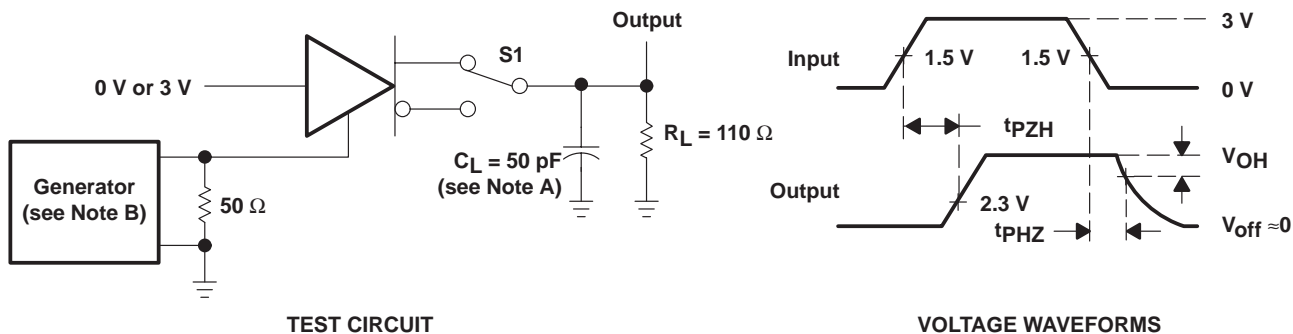 Output
S1
0 V or 3 V
RL = 110 Ω
CL = 50 pF
(see Note A)
Generator
(see Note B)
50 Ω
TEST CIRCUIT
3 V
Input
1.5 V
1.5 V
0 V
tPZH
VOH
Output
2.3 V
tPHZ
Voff ≈0
VOLTAGE WAVEFORMS